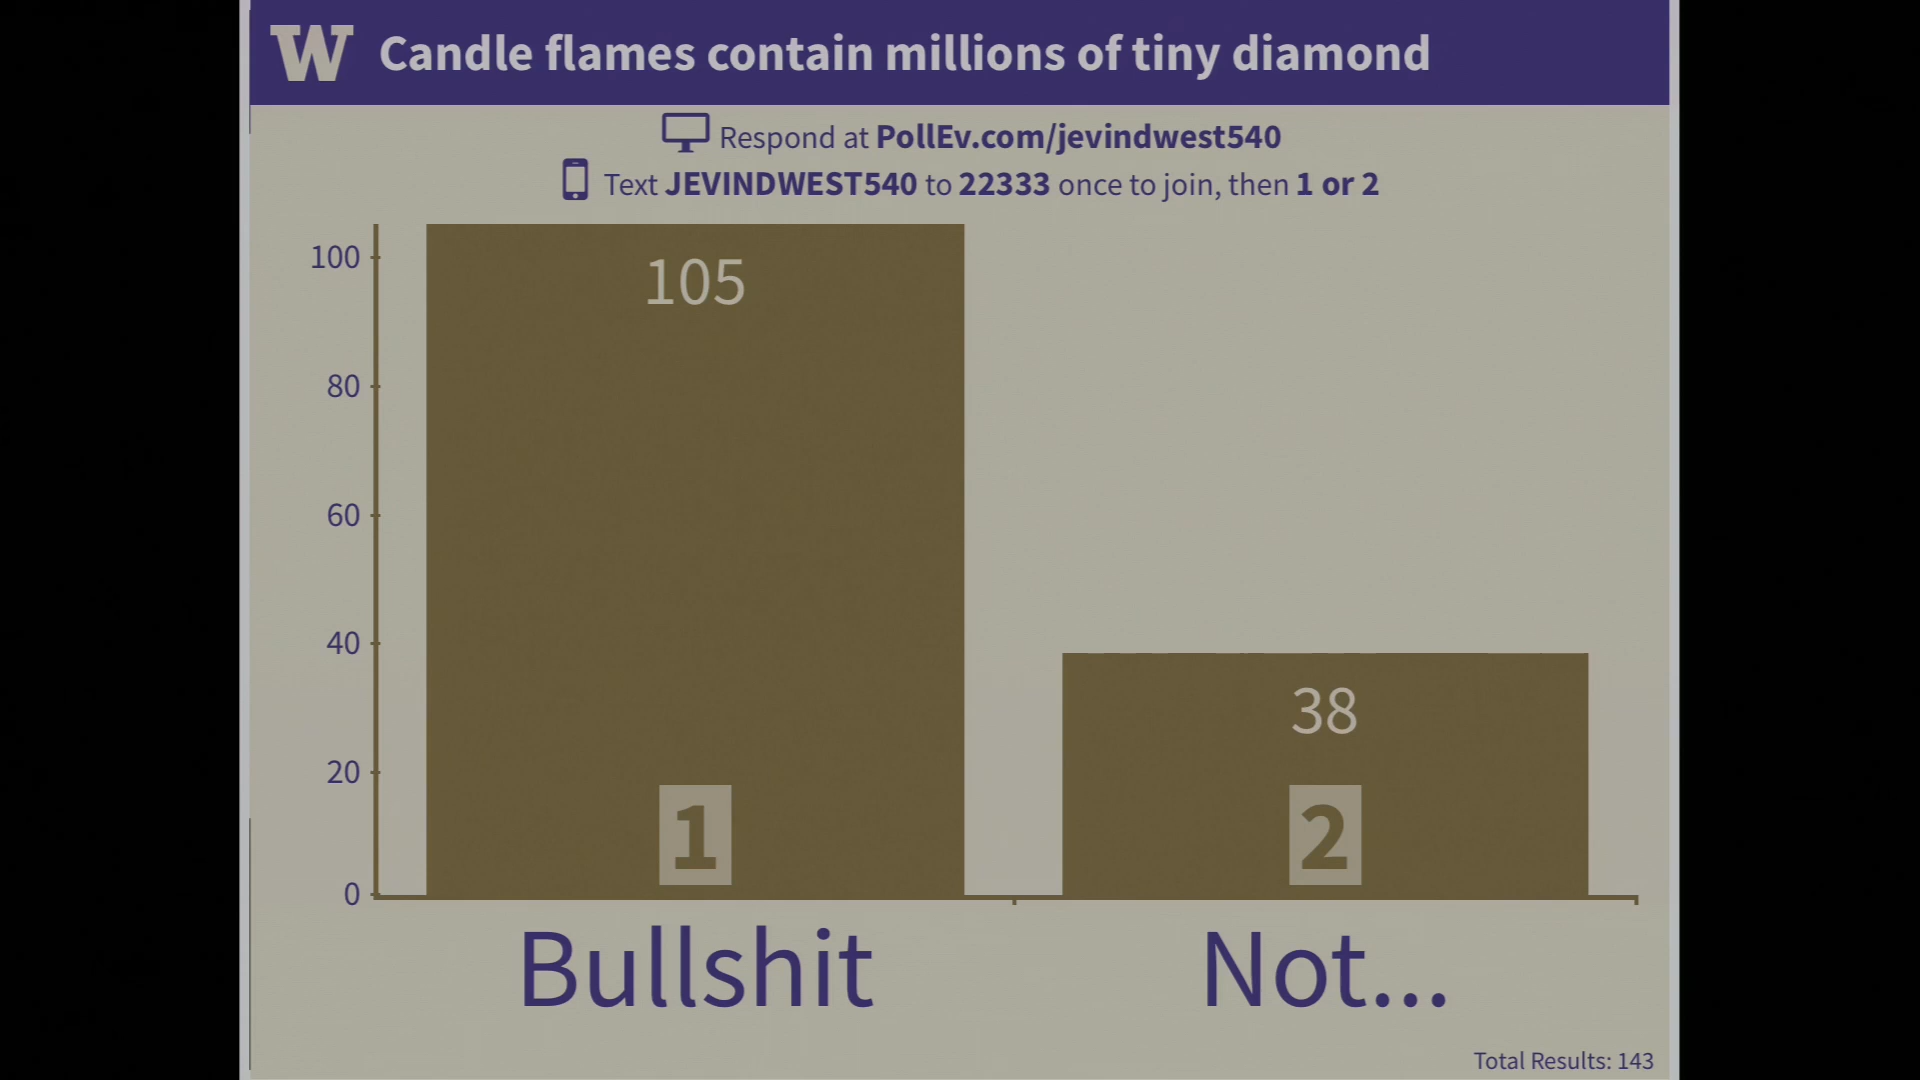 W Candle flames contain millions of tiny diamond
Respond at PollEv.com/jevindwest540
Text JEVINDWEST540 to 22333 once to join, then 1 or 2
100
80
60
40
20
0
105
38
1
2
Bullshit
Not...
Total Results: 143